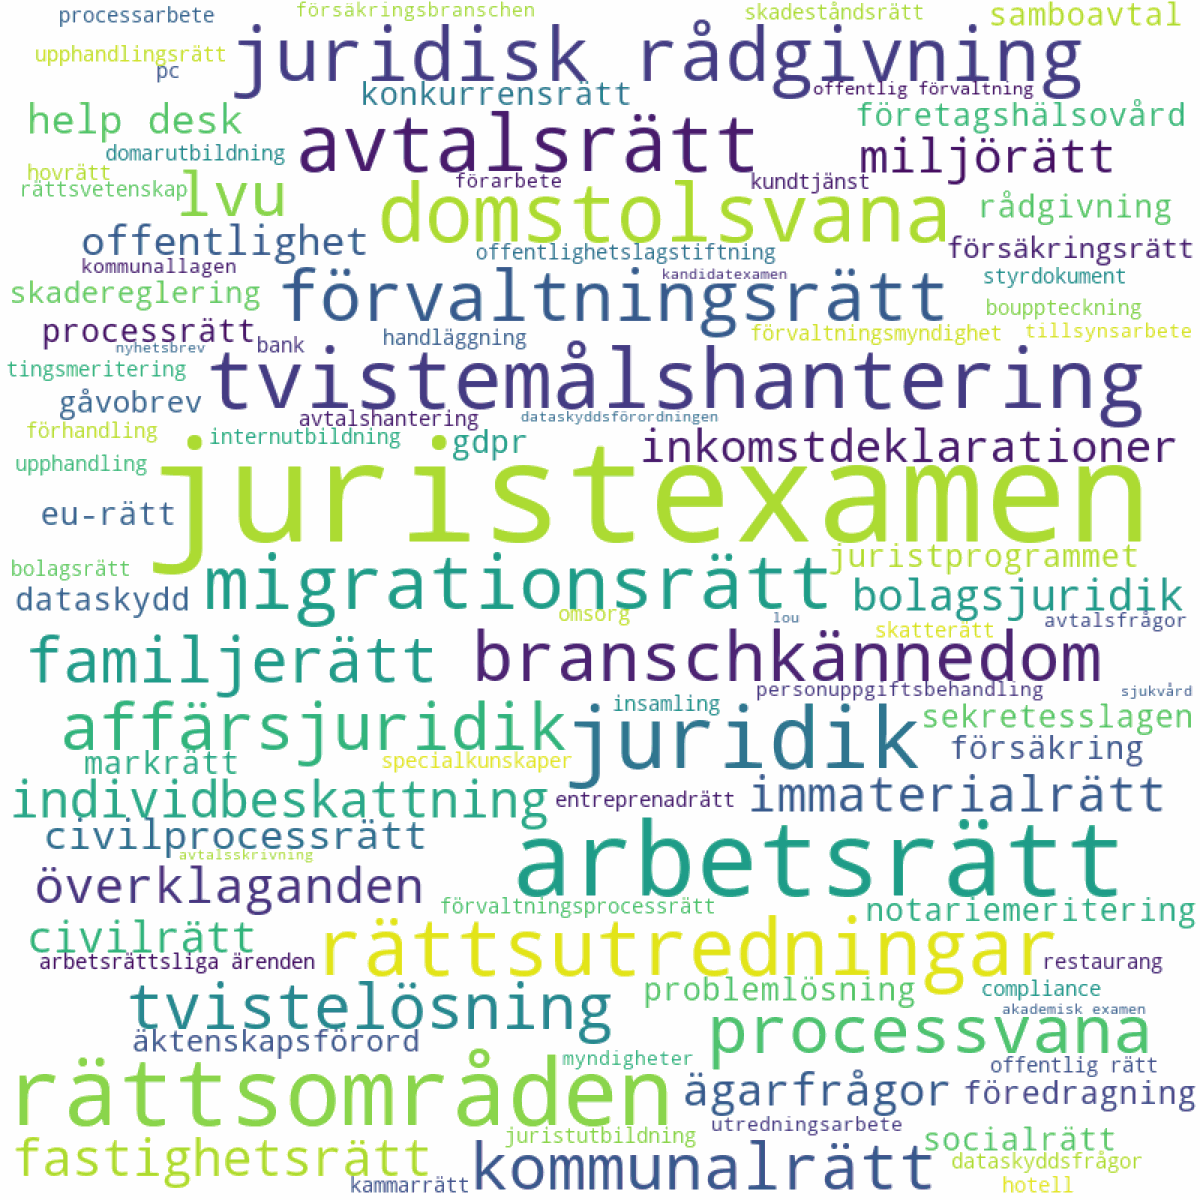 processarbete
försäkringsbranschen
skadeståndsrätt
samboavtal
upphandlingsrätt
juridisk rådgivning
pc
konkurrensrätt
offentlig förvaltning
help desk
avtalsrätt
företagshälsovård
domarutbildning
miljörätt
hovrätt
rättsvetenskap
lvu
förarbete
kundtjänst
domstolsvana
rådgivning
offentlighet
offentlighetslagstiftning
försäkringsrätt
kommunallagen
kandidatexamen
styrdokument
skadereglering
förvaltningsrätt
bouppteckning
processrätt
handläggning
förvaltningsmyndighet
tillsynsarbete
nyhetsbrev
bank
tingsmeritering
tvistemålshantering
gåvobrev
avtalshantering
dataskyddsförordningen
förhandling
internutbildning
gdpr
inkomstdeklarationer
upphandling
juristexamen
eu-rätt
juristprogrammet
bolagsrätt
migrationsrätt
dataskydd
bolagsjuridik
omsorg
lou
skatterätt
avtalsfrågor
familjerätt
branschkännedom
personuppgiftsbehandling
sjukvård
affärsjuridik
insamling
juridik
sekretesslagen
markrätt
specialkunskaper
försäkring
individbeskattning
entreprenadrätt
immaterialrätt
civilprocessrätt
avtalsskrivning
arbetsrätt
överklaganden
förvaltningsprocessrätt
notariemeritering
civilrätt
rättsutredningar
arbetsrättsliga ärenden
restaurang
tvistelösning
problemlösning
compliance
akademisk examen
äktenskapsförord
processvana
myndigheter
offentlig rätt
rättsområden
ägarfrågor
föredragning
utredningsarbete
juristutbildning
socialrätt
fastighetsrätt
kommunalrätt
dataskyddsfrågor
kammarrätt
hotell